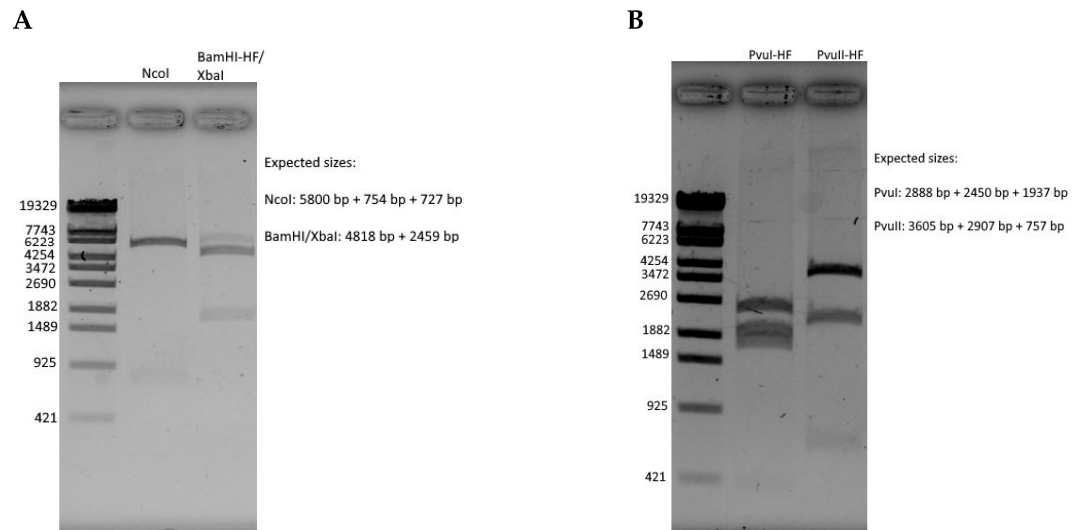 A
NcoI
BamHI-HF/
XbaI
Expected sizes:
NcoI: 5800 bp + 754 bp + 727 bp
BamHI/XbaI: 4818 bp + 2459 bp
19329
7743
6223
4254
3472
2690
1882
1489
925
421
B
PvuI-HF
PvuII-HF
Expected sizes:
PvuI: 2888 bp + 2450 bp + 1937 bp
PvuII: 3605 bp + 2907 bp + 757 bp
19329
7743
6223
4254
3472
2690
1882
1489
925
421